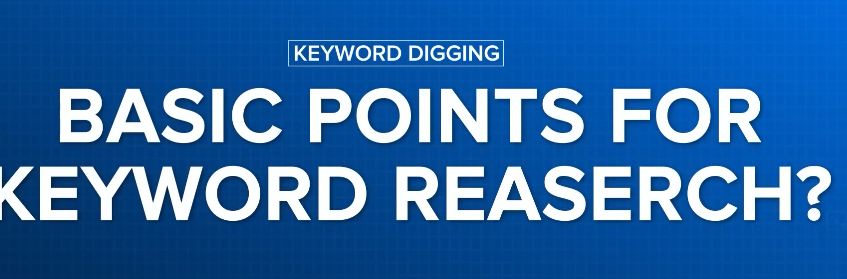 KEYWORD DIGGING
BASIC POINTS FOR
KEYWORD REASERCH?